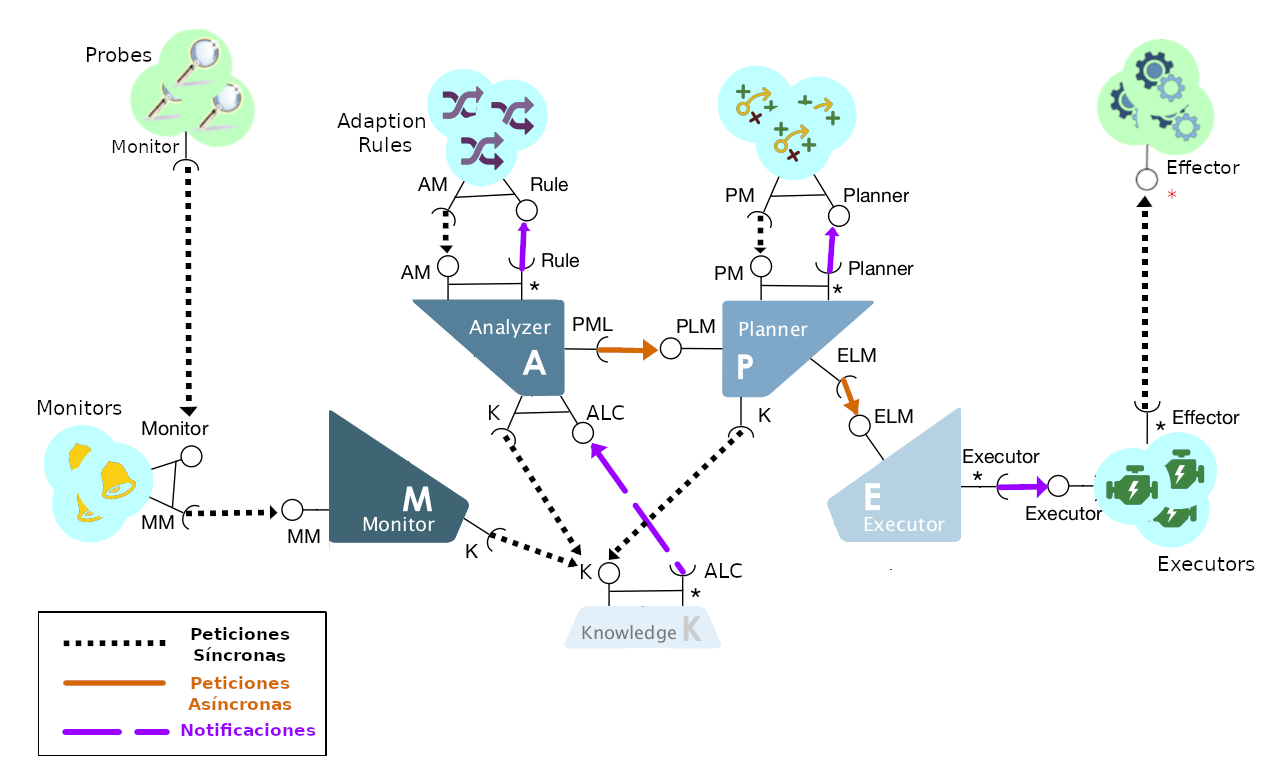 Probes
Monitor
Adaption
Rules
AM
Rule
AM
Rule
*
PM
Planner
PM
Planner
*
Effector
*
Analyzer
A
PML
PLM
Planner
P
ELM
ELM
K
ALC
K
Monitors
Monitor
MM
MM
M
Monitor
K
Effector
*
Executor
*
Executor
E
Executor
Executors
K
ALC
*
Knowledge K
Peticiones
Síncronas
Peticiones
Asíncronas
Notificaciones